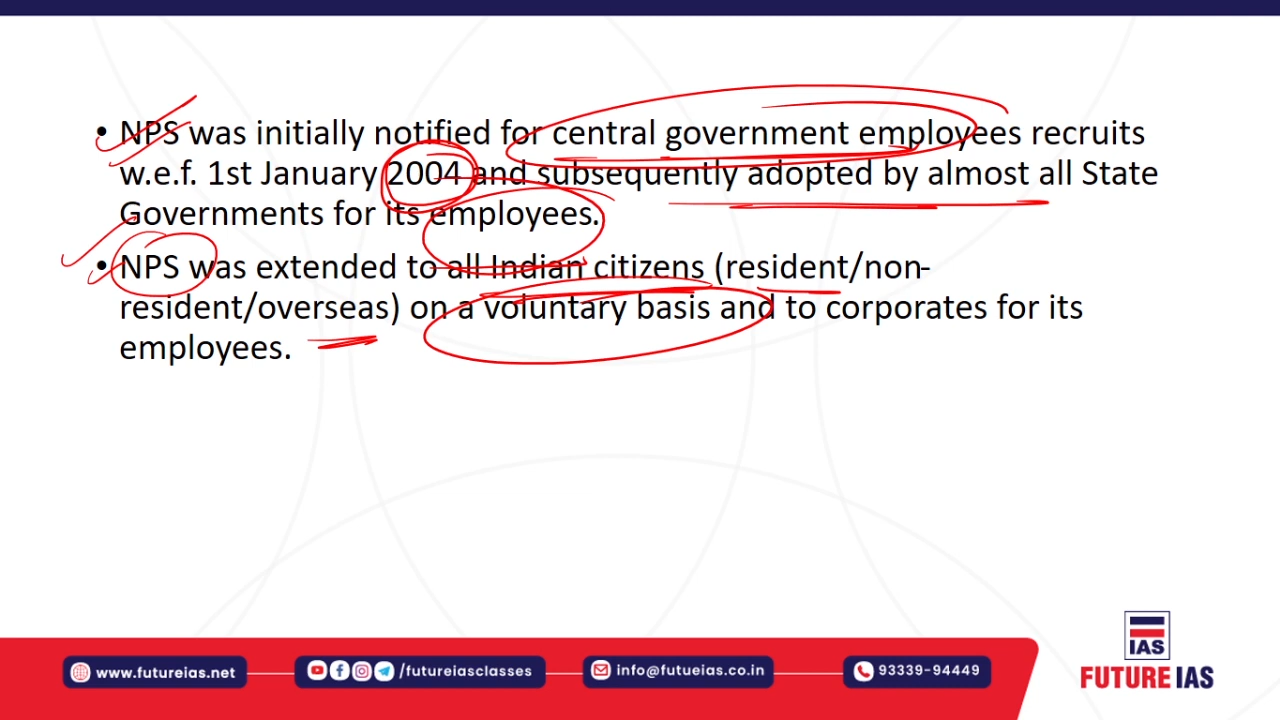 • NPS was initially notified for central government employees recruits
w.e.f. 1st January 2004 and subsequently adopted by almost all State
Governments for its employees.
• NPS was extended to all Indian citizens (resident/non-
resident/overseas) on a voluntary basis and to corporates for its
employees.
www.futureias.net
/futureiasclasses
info@futueias.co.in
93339-94449
IAS
FUTURE IAS